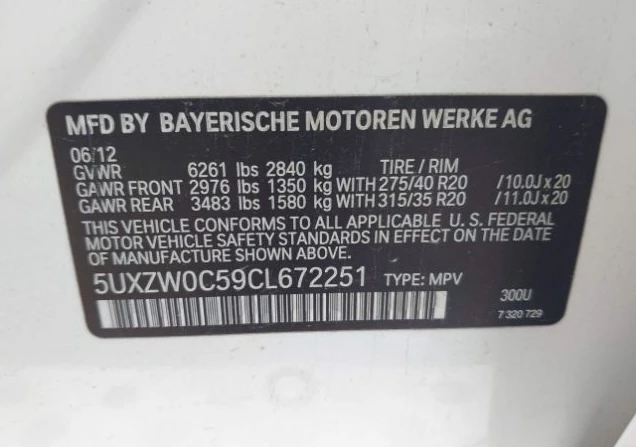 MFD BY BAYERISCHE MOTOREN WERKE AG
06/12
GVWR 6261 lbs 2840 kg TIRE / RIM
GAWR FRONT 2976 lbs 1350 kg WITH 275/40 R20 /10.0J x 20
GAWR REAR 3483 lbs 1580 kg WITH 315/35 R20 /11.0J x 20
THIS VEHICLE CONFORMS TO ALL APPLICABLE U. S. FEDERAL
MOTOR VEHICLE SAFETY STANDARDS IN EFFECT ON THE
DATE OF MANUFACTURE SHOWN ABOVE.
5UXZW0C59CL672251 TYPE: MPV
300U
7 320 729